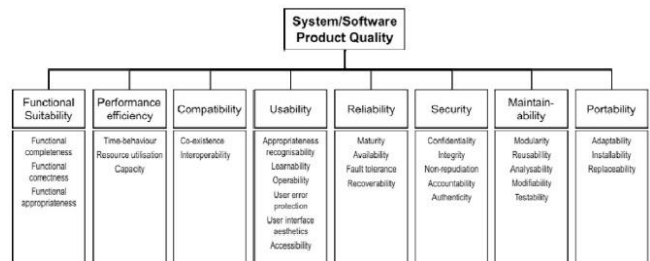 System/Software
Product Quality
Functional
Suitability
Functional
completeness
Functional
correctness
Functional
appropriateness
Performance
efficiency
Time-behaviour
Resource utilisation
Capacity
Compatibility
Co-existence
Interoperability
Usability
Appropriateness
recognisability
Learnability
Operability
User error
protection
User interface
aesthetics
Accessibility
Reliability
Maturity
Availability
Fault tolerance
Recoverability
Security
Confidentiality
Integrity
Non-repudiation
Accountability
Authenticity
Maintain-
ability
Modularity
Reusability
Analysability
Modifiability
Testability
Portability
Adaptability
Installability
Replaceability